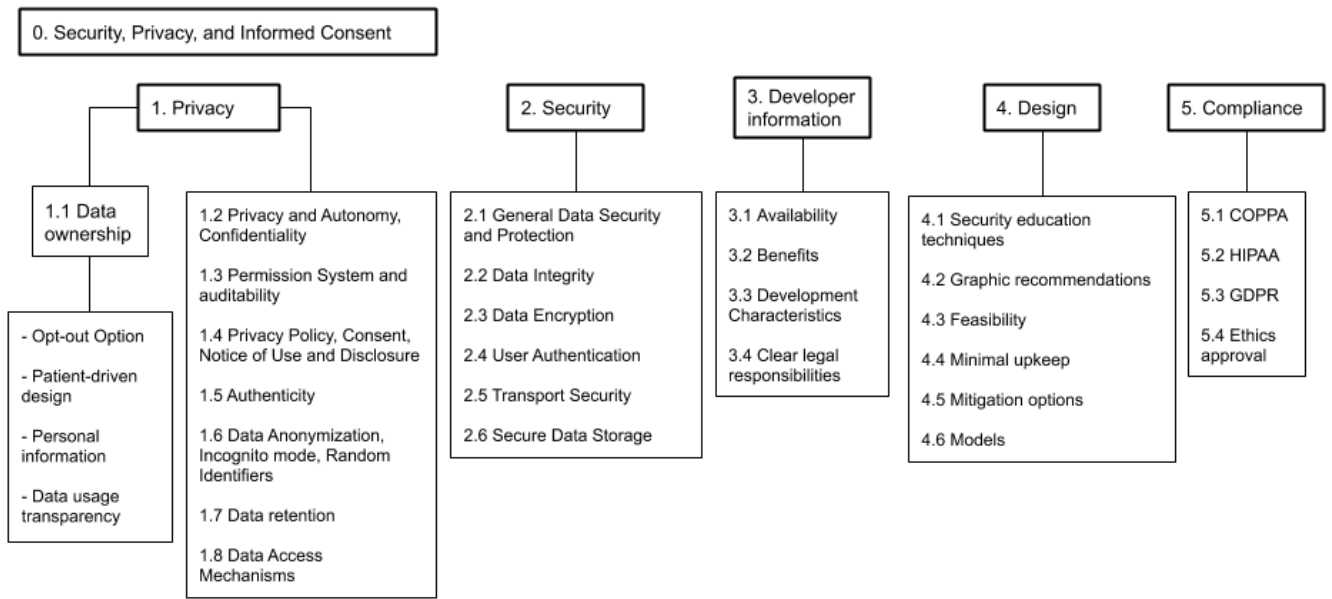 0. Security, Privacy, and Informed Consent
1. Privacy
1.1 Data
ownership
- Opt-out Option
- Patient-driven
design
- Personal
information
- Data usage
transparency
1.2 Privacy and Autonomy,
Confidentiality
1.3 Permission System and
auditability
1.4 Privacy Policy, Consent,
Notice of Use and Disclosure
1.5 Authenticity
1.6 Data Anonymization,
Incognito mode, Random
Identifiers
1.7 Data retention
1.8 Data Access
Mechanisms
2. Security
2.1 General Data Security
and Protection
2.2 Data Integrity
2.3 Data Encryption
2.4 User Authentication
2.5 Transport Security
2.6 Secure Data Storage
3. Developer
information
3.1 Availability
3.2 Benefits
3.3 Development
Characteristics
3.4 Clear legal
responsibilities
4. Design
4.1 Security education
techniques
4.2 Graphic recommendations
4.3 Feasibility
4.4 Minimal upkeep
4.5 Mitigation options
4.6 Models
5. Compliance
5.1 COPPA
5.2 HIPAA
5.3 GDPR
5.4 Ethics
approval